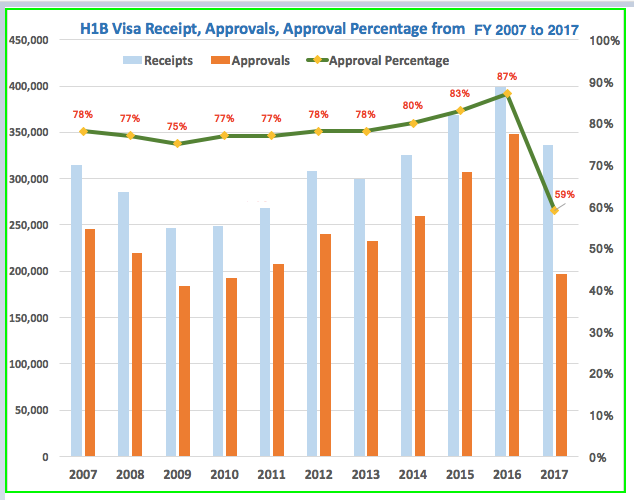 H1B Visa Receipt, Approvals, Approval Percentage from FY 2007 to 2017
Receipts Approvals Approval Percentage
450,000 100%
400,000 90%
350,000 80%
300,000 70%
250,000 60%
200,000 50%
150,000 40%
100,000 30%
50,000 20%
0 10%
0%
78% 77% 75% 77% 77% 78% 78% 80% 83% 87% 59%
2007 2008 2009 2010 2011 2012 2013 2014 2015 2016 2017